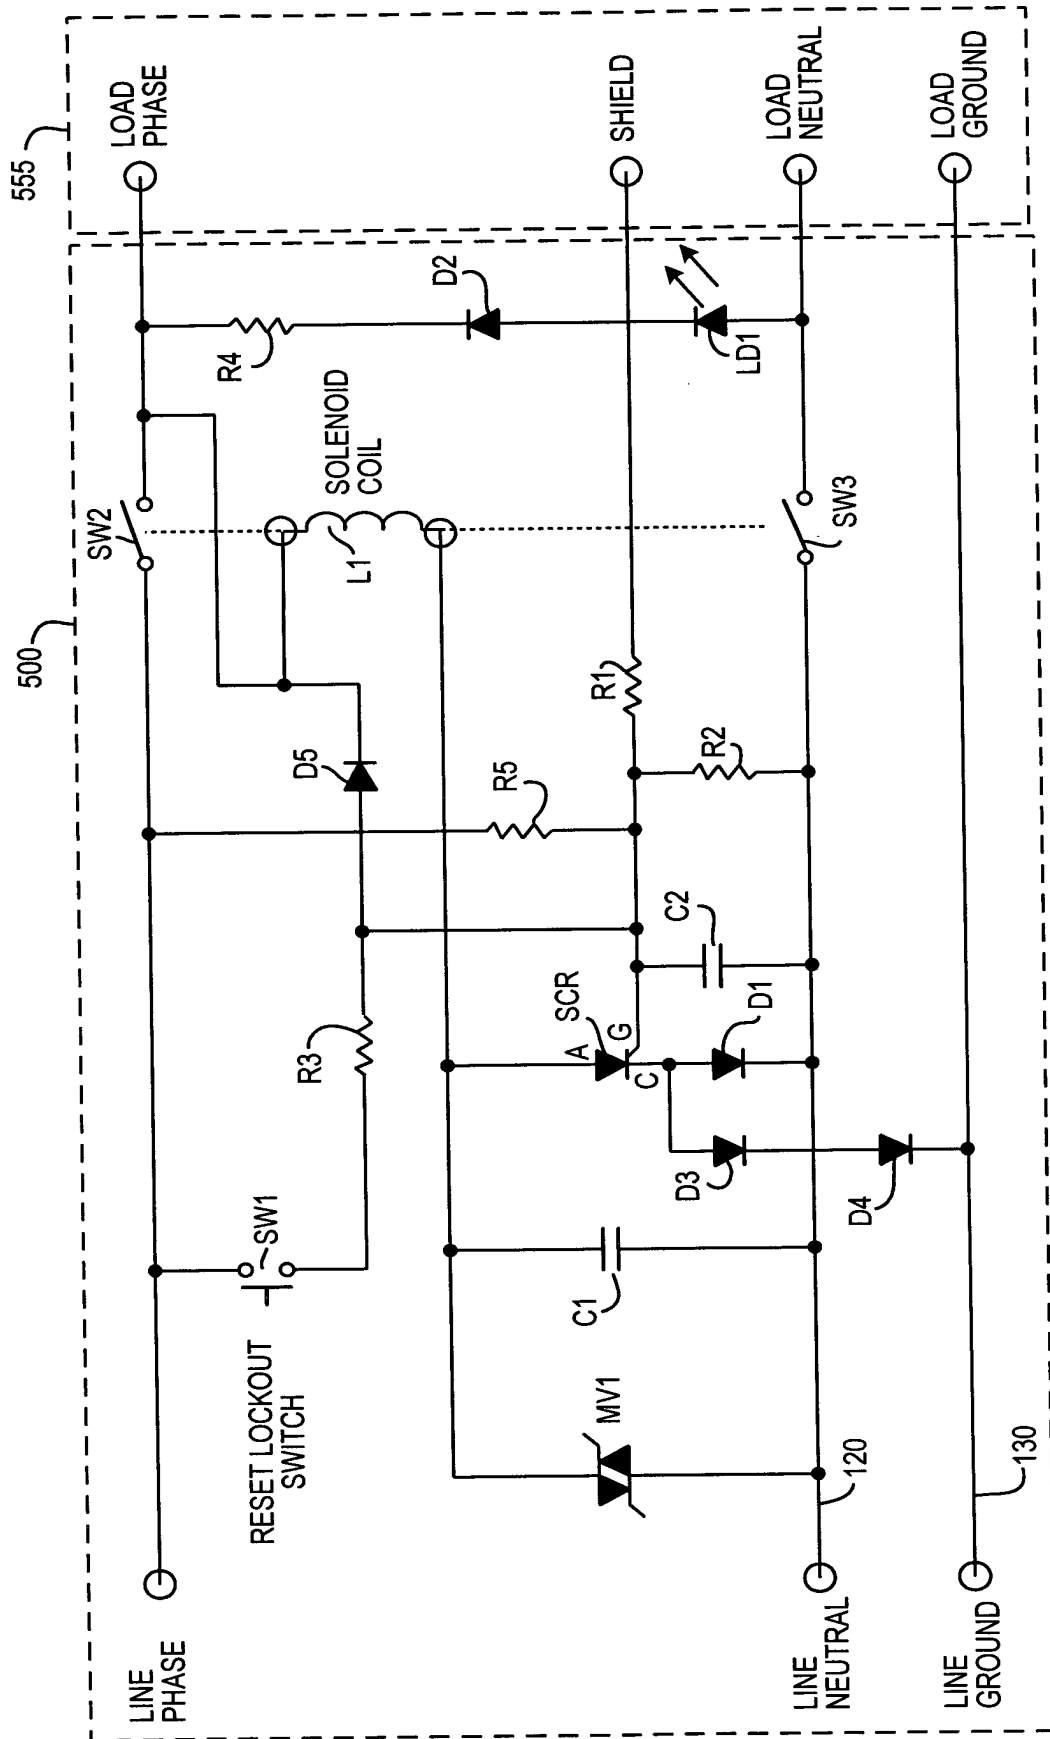 555
LOAD
PHASE
SHIELD
LOAD
NEUTRAL
LOAD
GROUND
500
D2
R4
LD1
SOLENOID
COIL
SW2
L1
SW3
R1
R2
D5
R5
C2
SCR
A
G
C
D1
R3
D3
D4
SW1
C1
RESET LOCKOUT
SWITCH
MV1
120
130
LINE
PHASE
LINE
NEUTRAL
LINE
GROUND